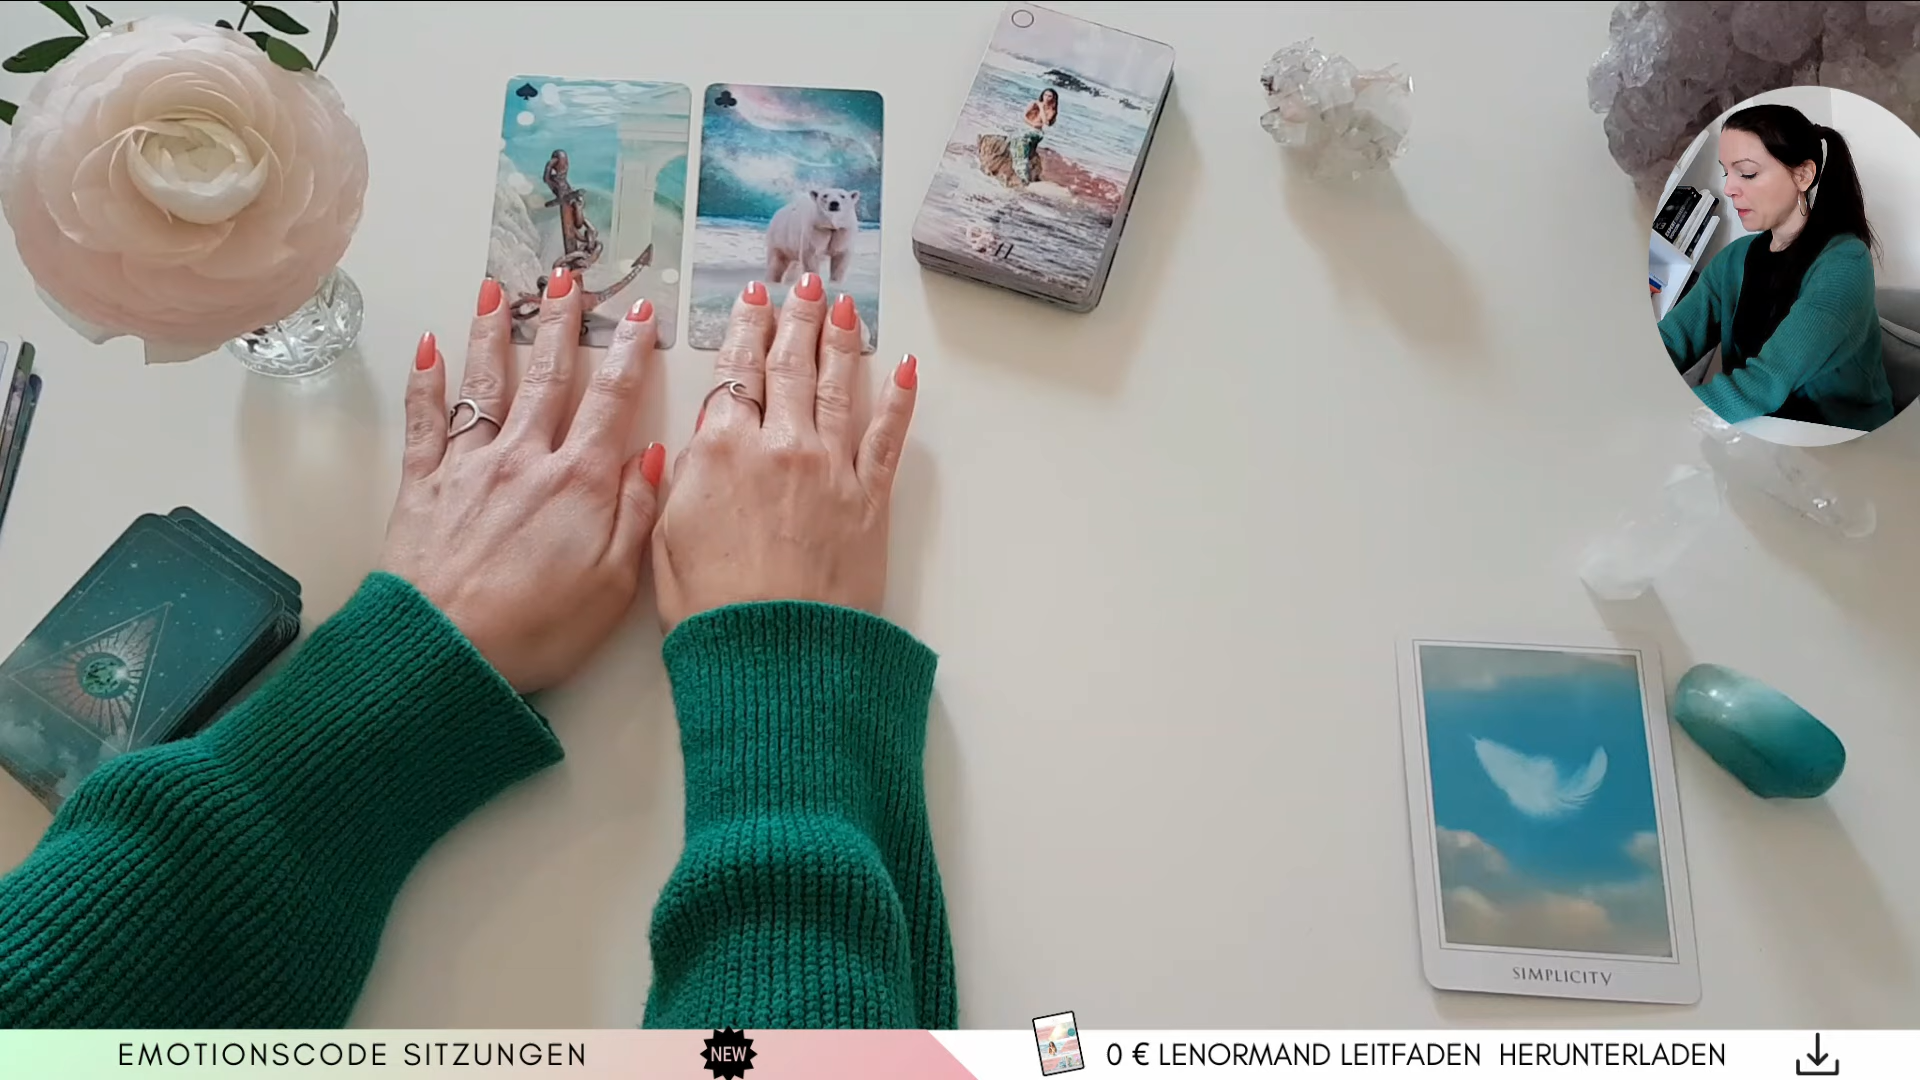 SIMPLICITY
EMOTIONSCODE SITZUNGEN
NEW
0 € LENORMAND LEITFADEN HERUNTERLADEN